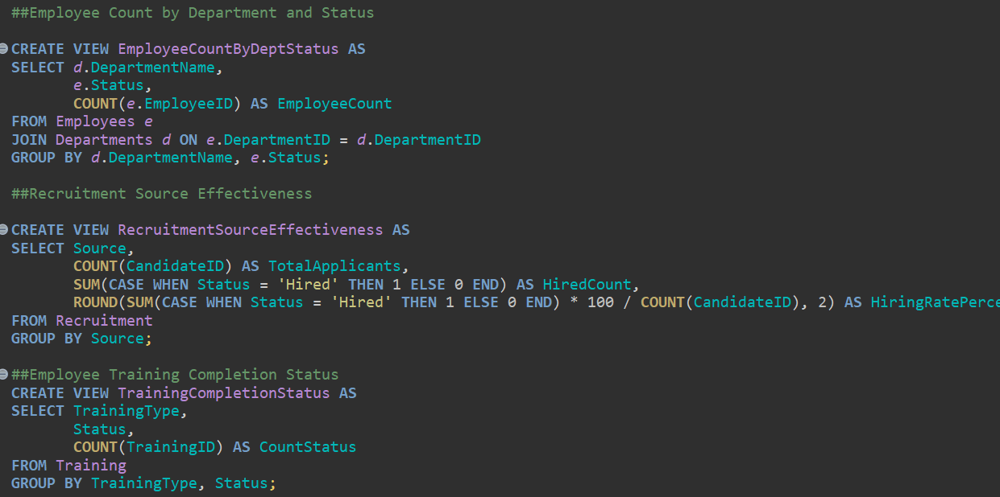 ##Employee Count by Department and Status
CREATE VIEW EmployeeCountByDeptStatus AS
SELECT d.DepartmentName,
e.Status,
COUNT(e.EmployeeID) AS EmployeeCount
FROM Employees e
JOIN Departments d ON e.DepartmentID = d.DepartmentID
GROUP BY d.DepartmentName, e.Status;
##Recruitment Source Effectiveness
CREATE VIEW RecruitmentSourceEffectiveness AS
SELECT Source,
COUNT(CandidateID) AS TotalApplicants,
SUM(CASE WHEN Status = 'Hired' THEN 1 ELSE 0 END) AS HiredCount,
ROUND(SUM(CASE WHEN Status = 'Hired' THEN 1 ELSE 0 END) * 100 / COUNT(CandidateID), 2) AS
FROM Recruitment
GROUP BY Source;
##Employee Training Completion Status
CREATE VIEW TrainingCompletionStatus AS
SELECT TrainingType,
Status,
COUNT(TrainingID) AS CountStatus
FROM Training
GROUP BY TrainingType, Status;